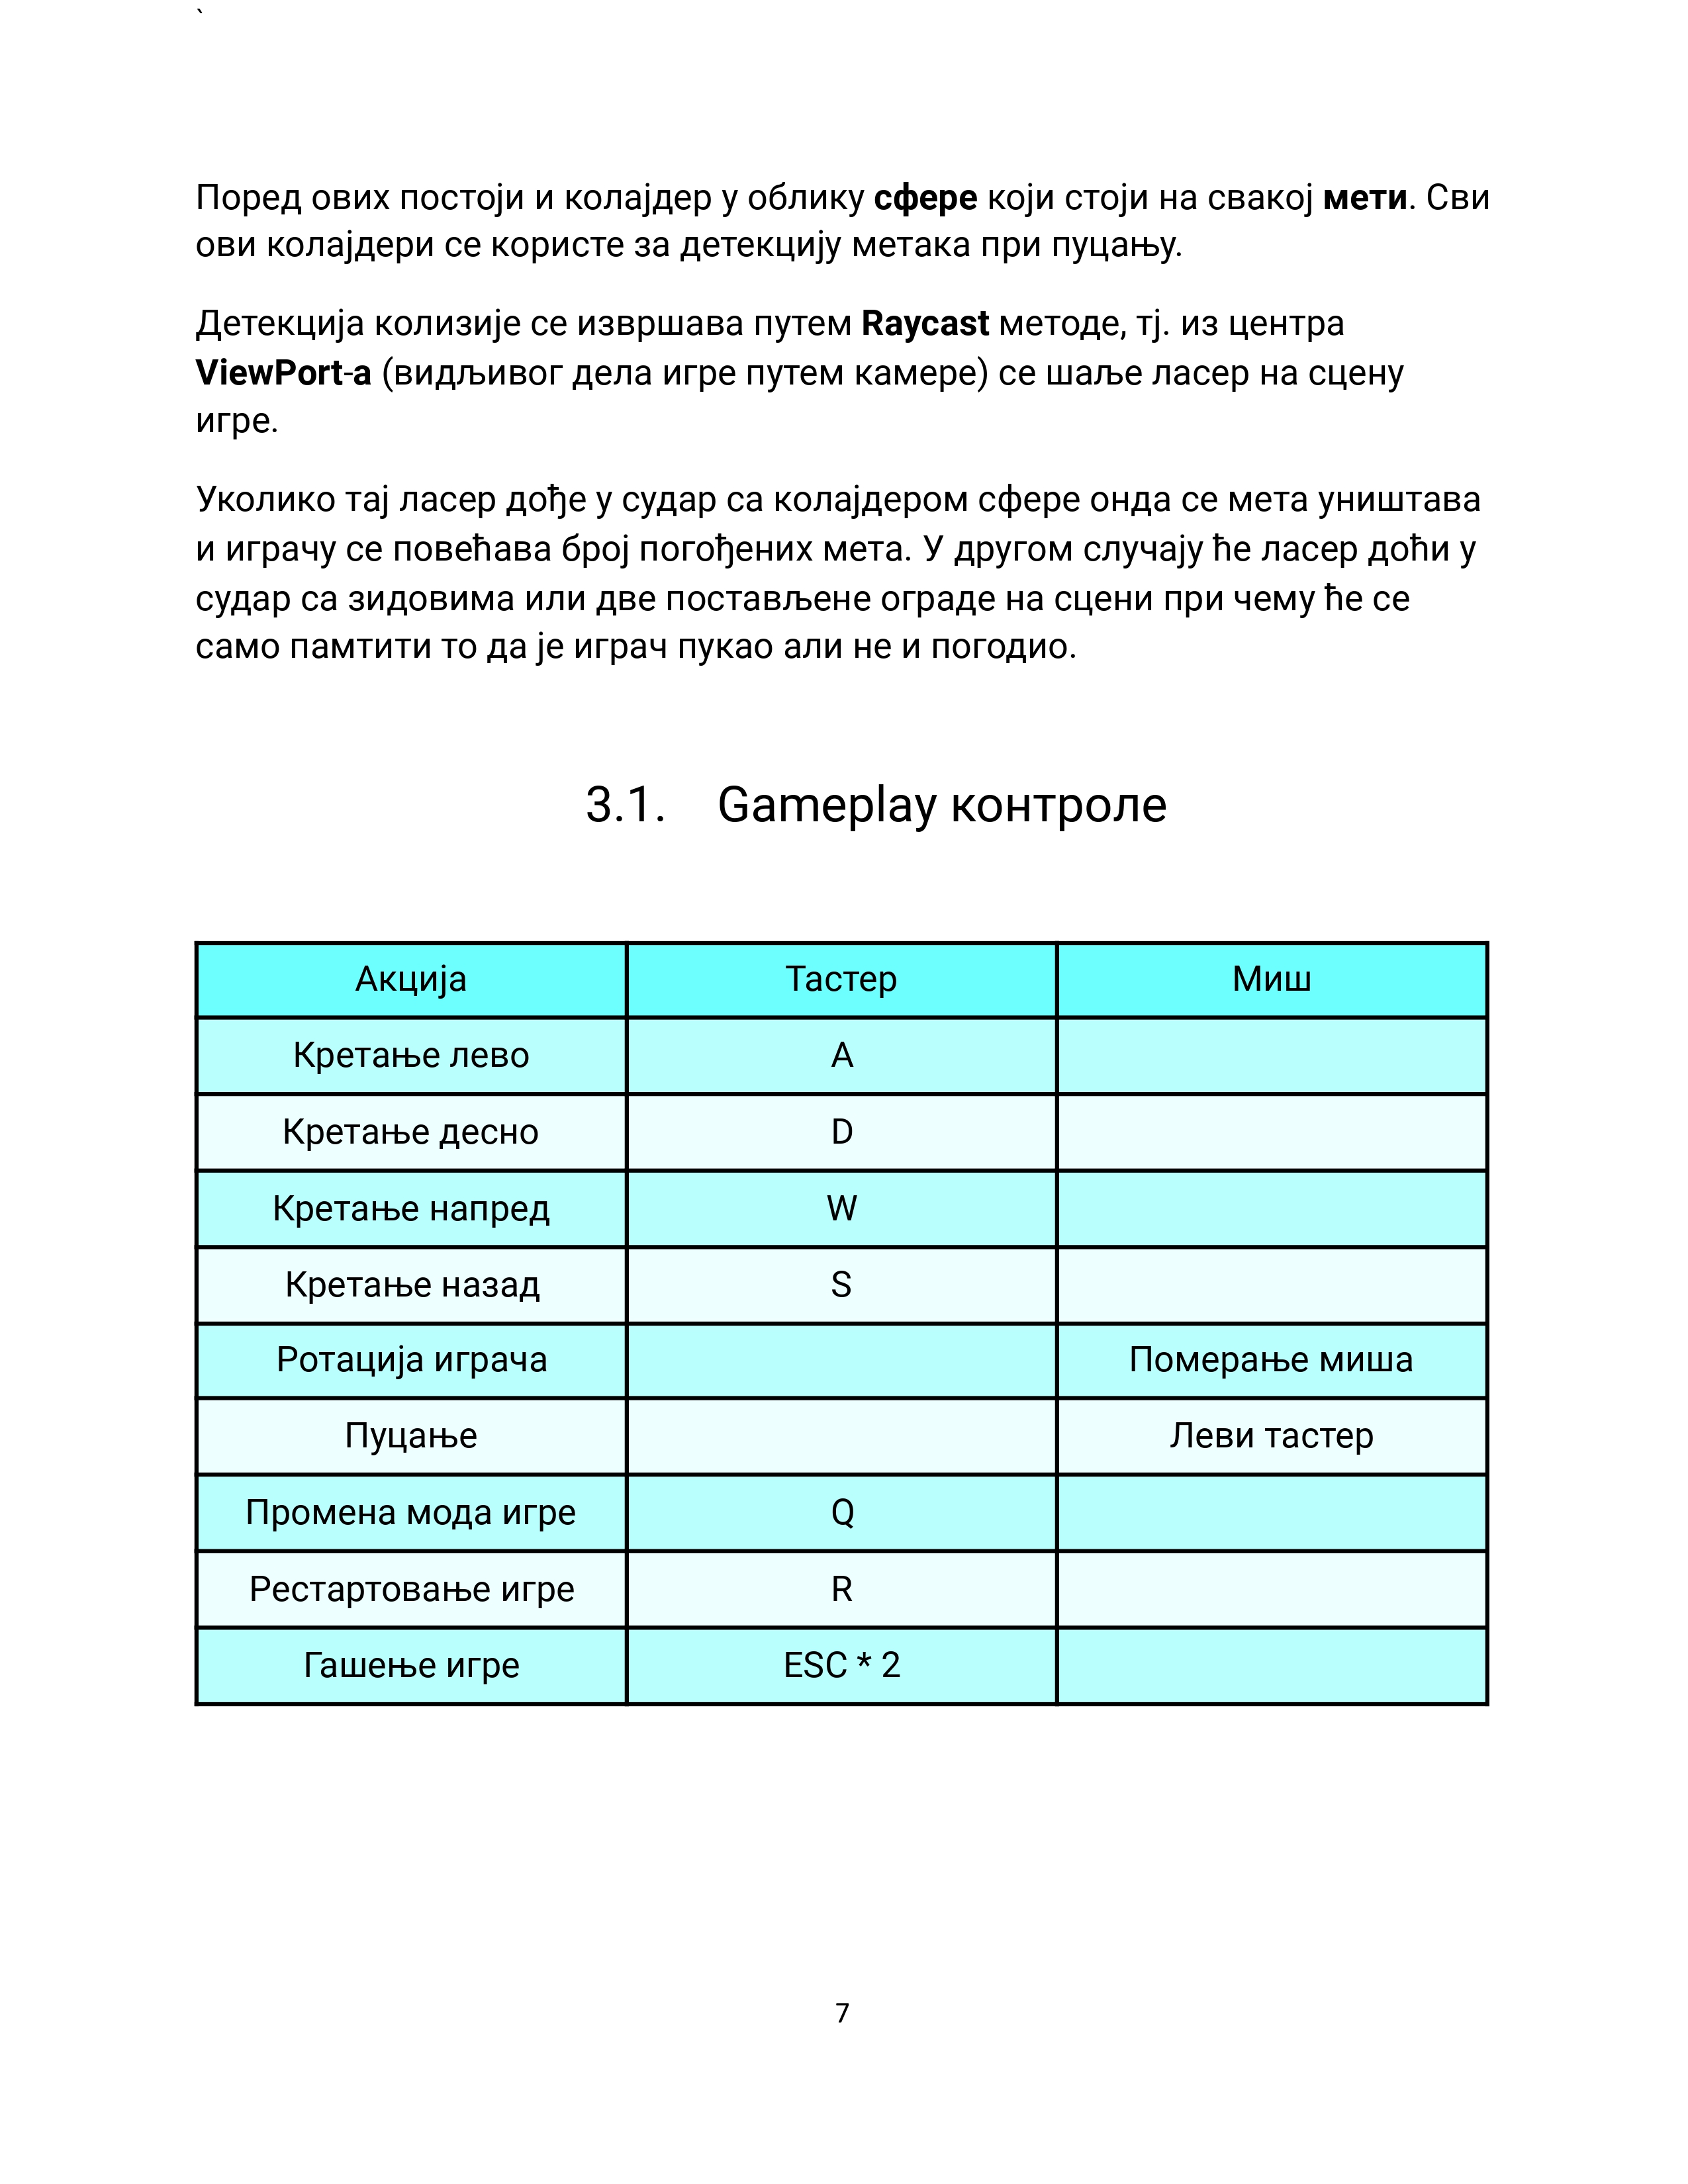 `
Поред ових постоји и колајдер у облику сфере који стоји на свакој мети. Сви
ови колајдери се користе за детекцију метака при пуцању.
Детекција колизије се извршава путем Raycast методе, тј. из центра
ViewPort-а (видљивог дела игре путем камере) се шаље ласер на сцену
игре.
Уколико тај ласер дође у судар са колајдером сфере онда се мета уништава
и играчу се повећава број погођених мета. У другом случају ће ласер доћи у
судар са зидовима или две постављене ограде на сцени при чему ће се
само памтити то да је играч пукао али не и погодио.
3.1. Gameplay контроле
Акција Тастер Миш
Кретање лево A
Кретање десно D
Кретање напред W
Кретање назад S
Ротација играча Померање миша
Пуцање Леви тастер
Промена мода игре Q
Рестартовање игре R
Гашење игре ESC * 2
7